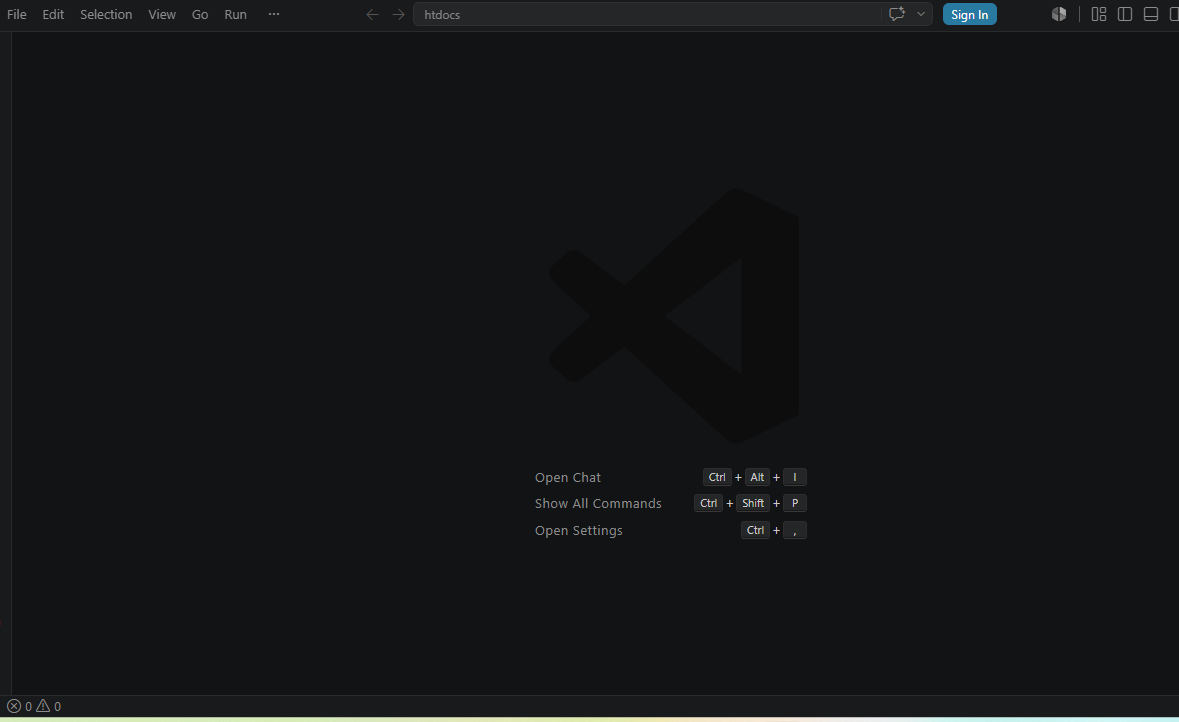 File Edit Selection View Go Run ··· htdocs Sign In
Open Chat Ctrl + Alt + I
Show All Commands Ctrl + Shift + P
Open Settings Ctrl + ,
0 0